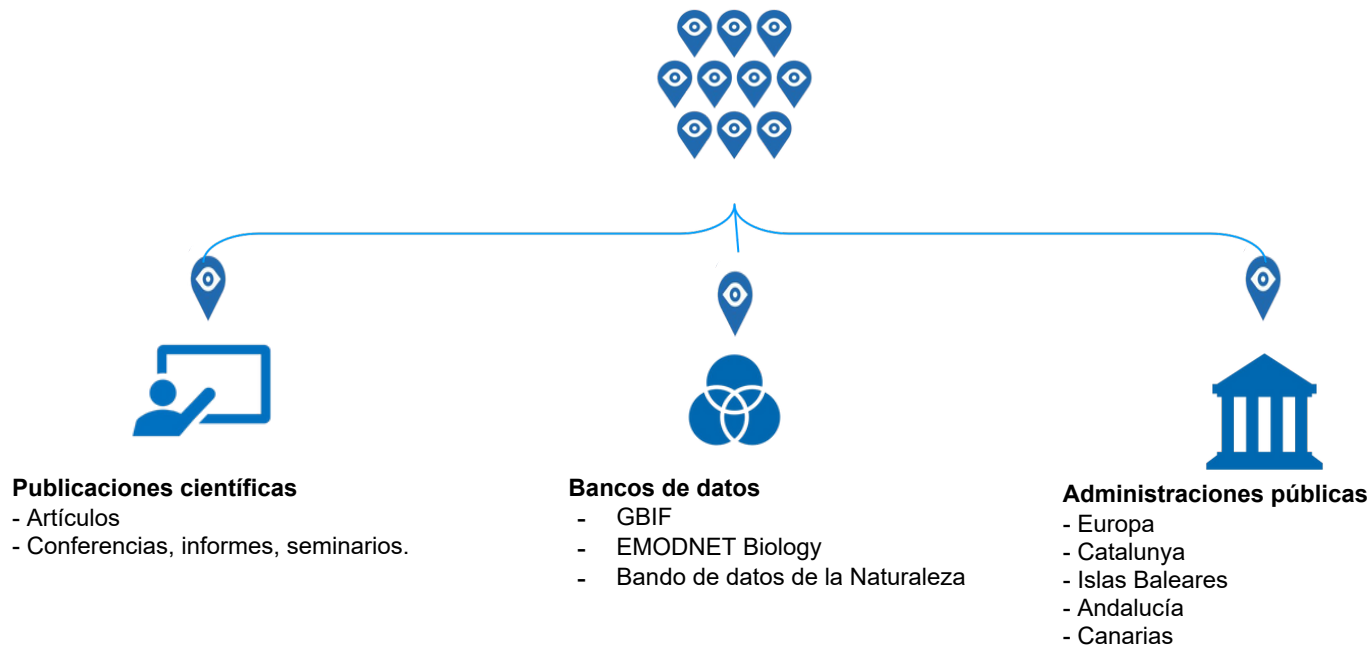 Publicaciones científicas
- Artículos
- Conferencias, informes, seminarios.
Bancos de datos
- GBIF
- EMODNET Biology
- Bando de datos de la Naturaleza
Administraciones públicas
- Europa
- Catalunya
- Islas Baleares
- Andalucía
- Canarias